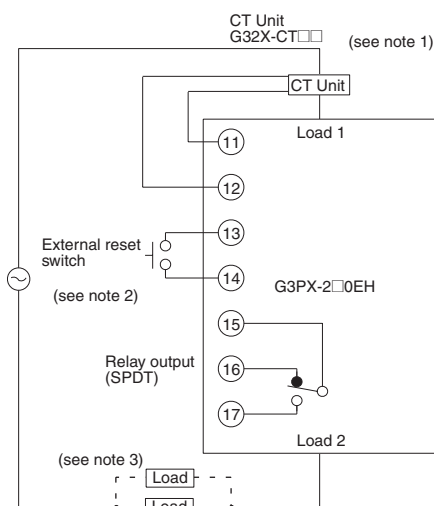 CT Unit
G32X-CT□□
(see note 1)
CT Unit
Load 1
11
12
13
External reset
switch
14
(see note 2)
G3PX-2□0EH
15
Relay output
(SPDT)
16
17
Load 2
(see note 3)
Load
Load